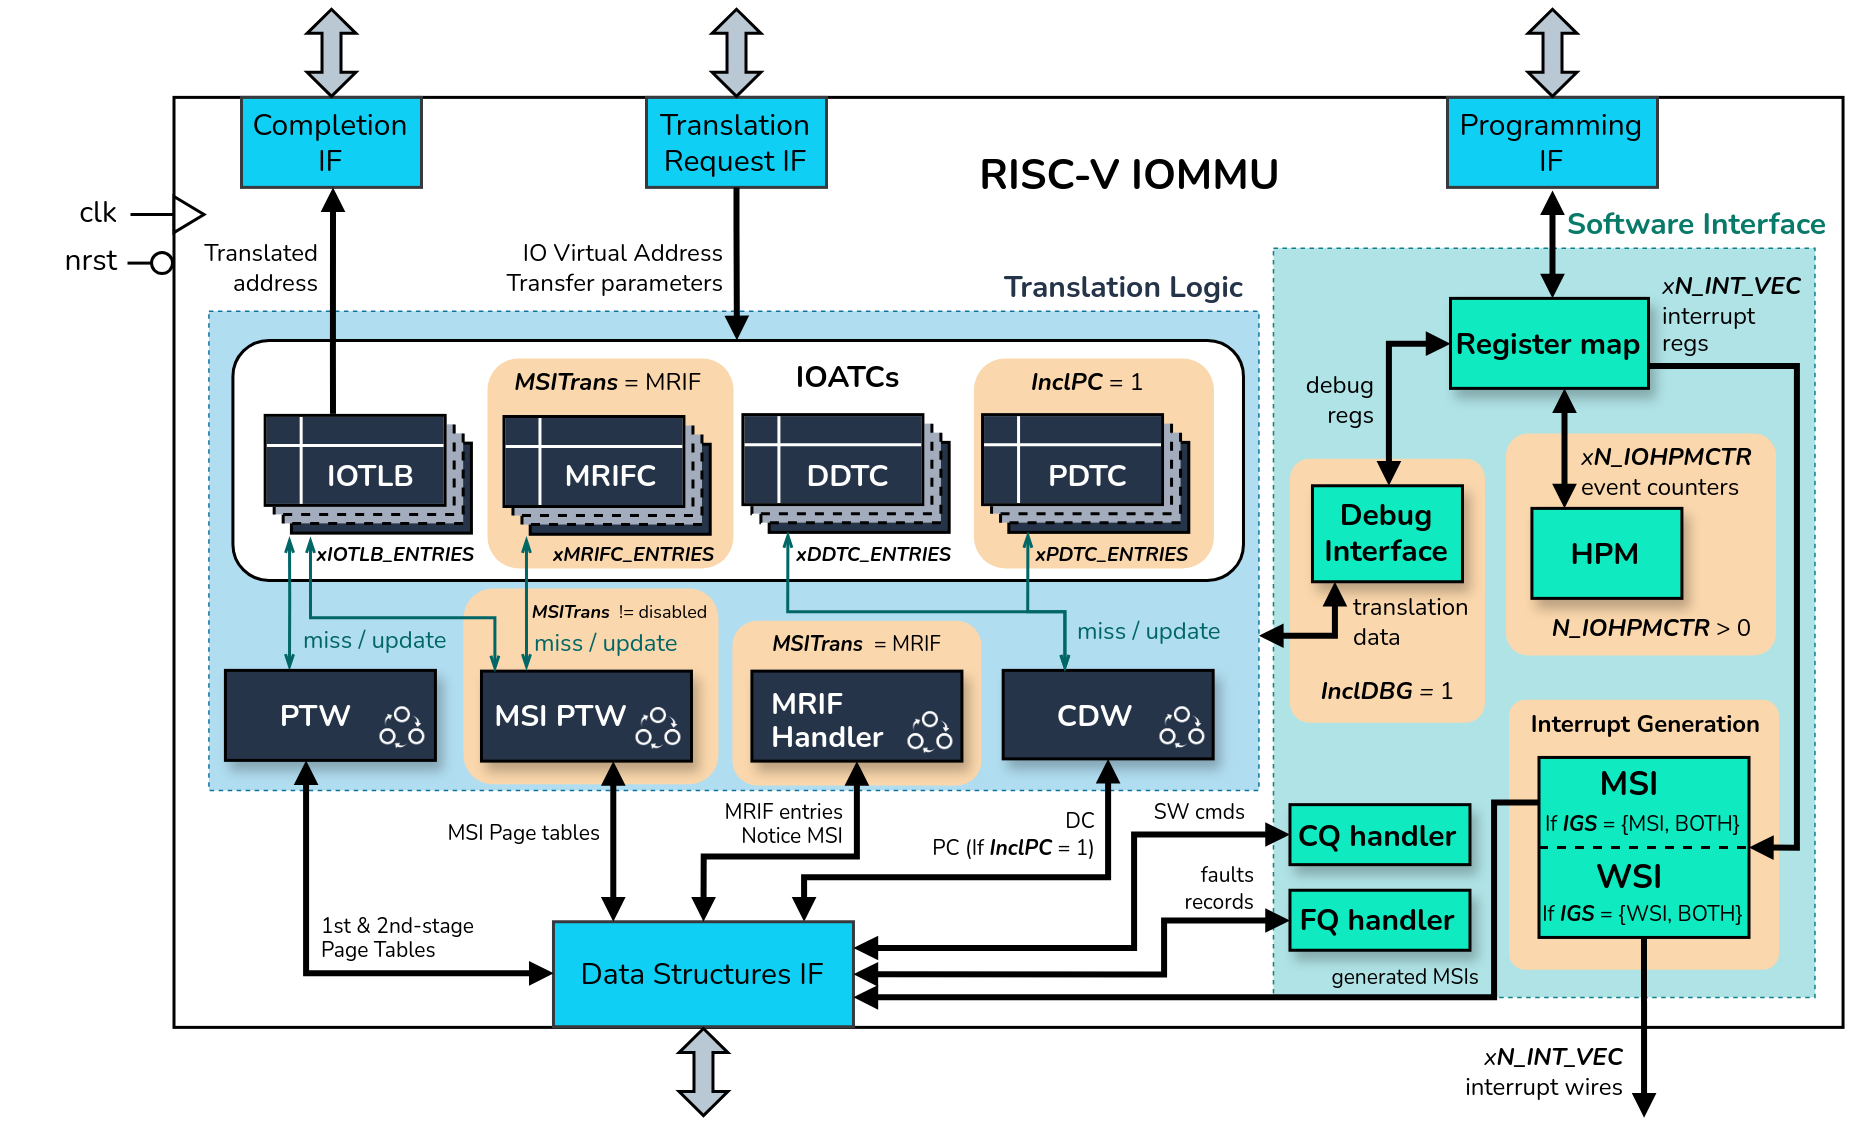 Completion
IF
Translation
Request IF
Programming
IF
RISC-V IOMMU
clk
nrst
Translated
address
IO Virtual Address
Transfer parameters
Translation Logic
Software Interface
IOATCs
MSITrans = MRIF
InclPC = 1
IOTLB
MRIFC
DDTC
PDTC
xIOTLB_ENTRIES
xMRIFC_ENTRIES
xDDTC_ENTRIES
xPDTC_ENTRIES
MSITrans != disabled
miss / update
miss / update
MSITrans = MRIF
miss / update
PTW
MSI PTW
MRIF
Handler
CDW
Register map
xN_INT_VEC
interrupt
regs
debug
regs
xN_IOHPMCTR
event counters
Debug
Interface
HPM
translation
data
N_IOHPMCTR > 0
InclDBG = 1
Interrupt Generation
MSI
If IGS = {MSI, BOTH}
WSI
If IGS = {WSI, BOTH}
CQ handler
FQ handler
MSI Page tables
MRIF entries
Notice MSI
DC
PC (If InclPC = 1)
SW cmds
faults
records
1st & 2nd-stage
Page Tables
Data Structures IF
generated MSIs
xN_INT_VEC
interrupt wires